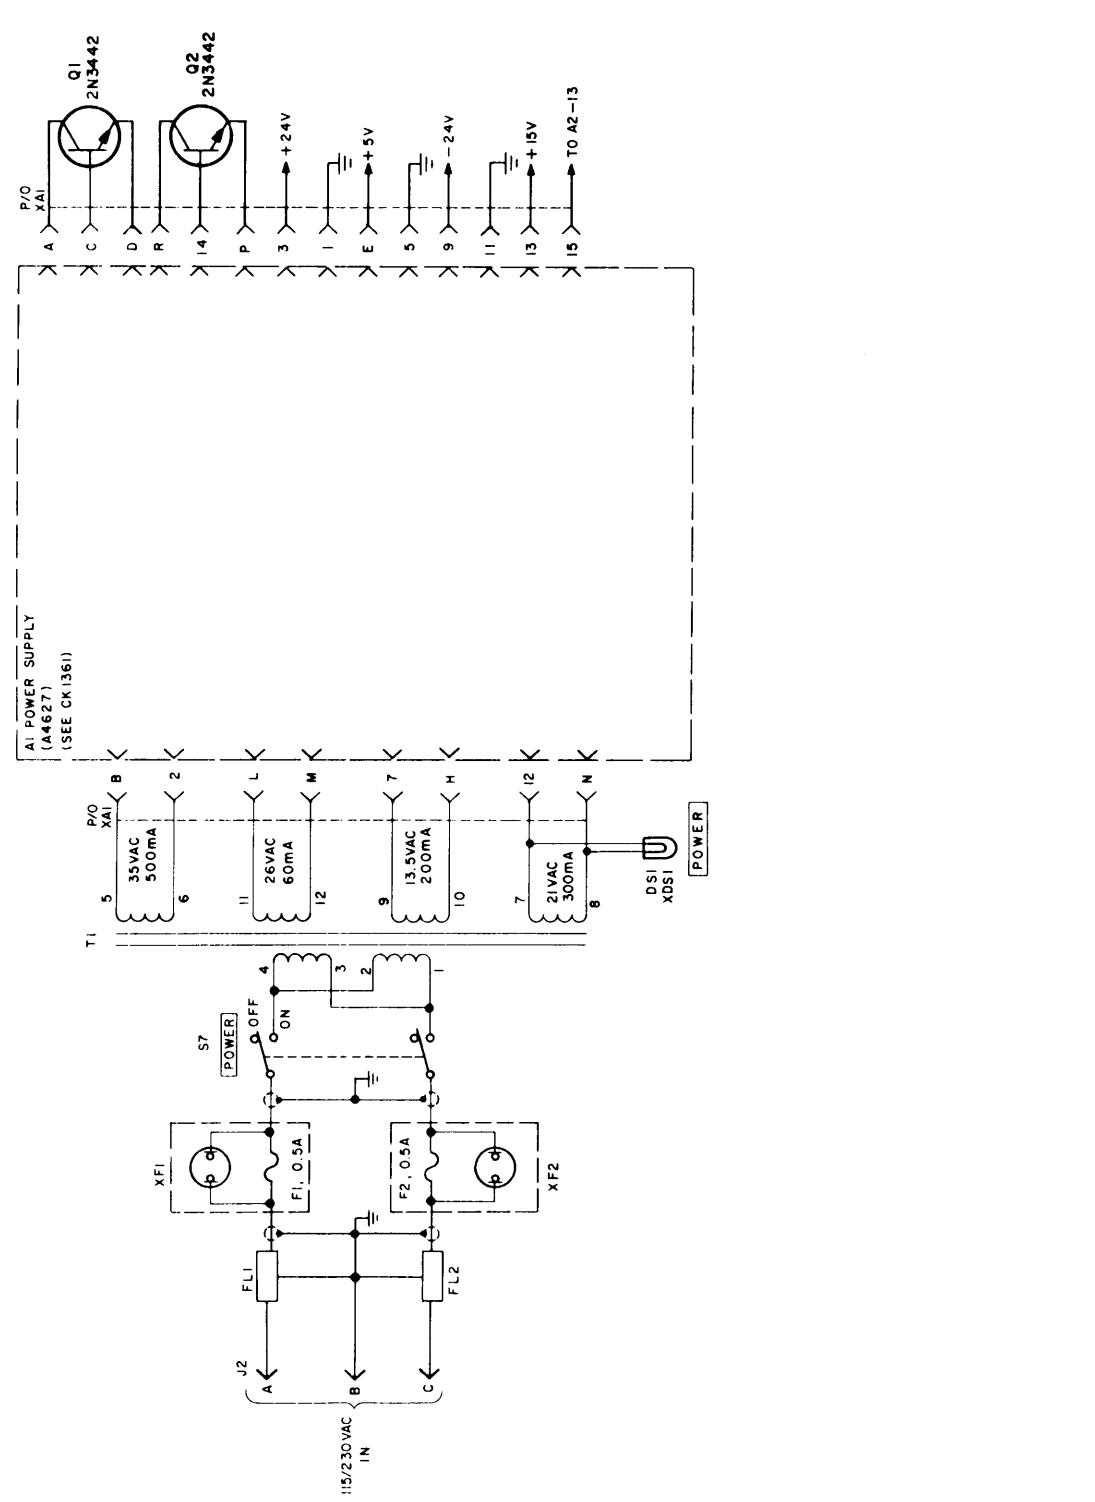 Q1
2N3442
Q2
2N3442
+24V
+5V
-24V
+15V
TO A2-13
P/O
XA1
A
C
D
R
14
P
3
1
E
5
9
11
13
15
A1 POWER SUPPLY
(A4627)
(SEE CK1361)
B
2
L
M
7
H
12
N
P/O
XA1
35VAC
500mA
26VAC
60mA
13.5VAC
200mA
21VAC
300mA
5
6
11
12
9
10
7
8
DS1
XDS1
POWER
T1
4
3
2
1
S7
POWER
OFF
ON
XF1
F1, 0.5A
F2, 0.5A
XF2
FL1
FL2
J2
A
B
C
115/230VAC
IN